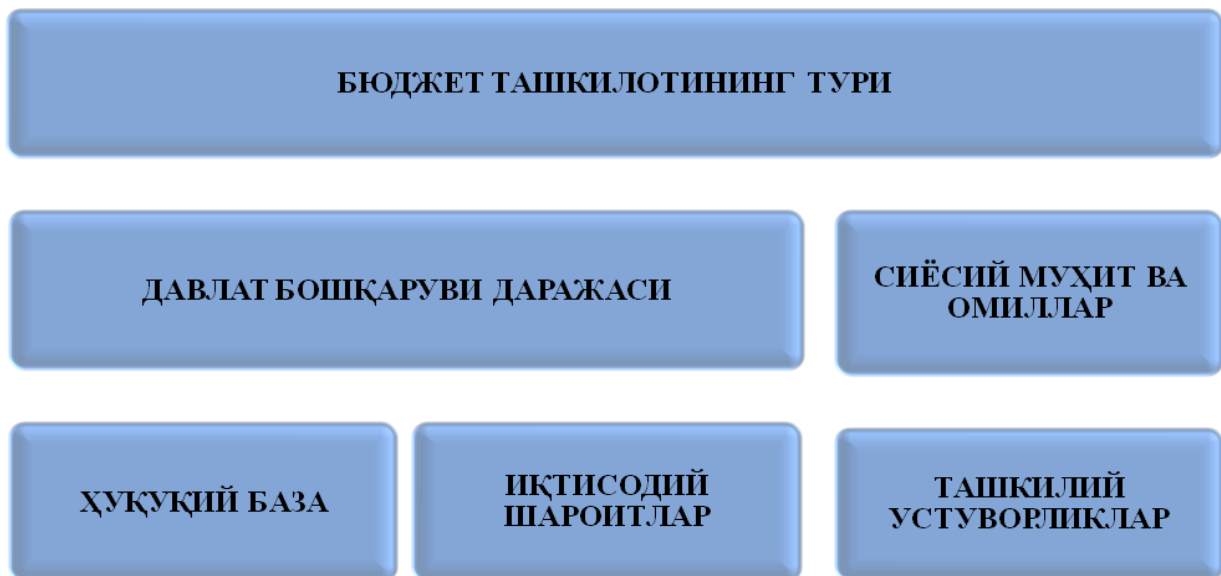 БЮДЖЕТ ТАШКИЛОТИНИНГ ТУРИ
ДАВЛАТ БОШҚАРУВИ ДАРАЖАСИ
СИЁСИЙ МУҲИТ ВА
ОМИЛЛАР
ҲУҚУҚИЙ БАЗА
ИҚТИСОДИЙ
ШАРОИТЛАР
ТАШКИЛИЙ
УСТУВОРЛИКЛАР